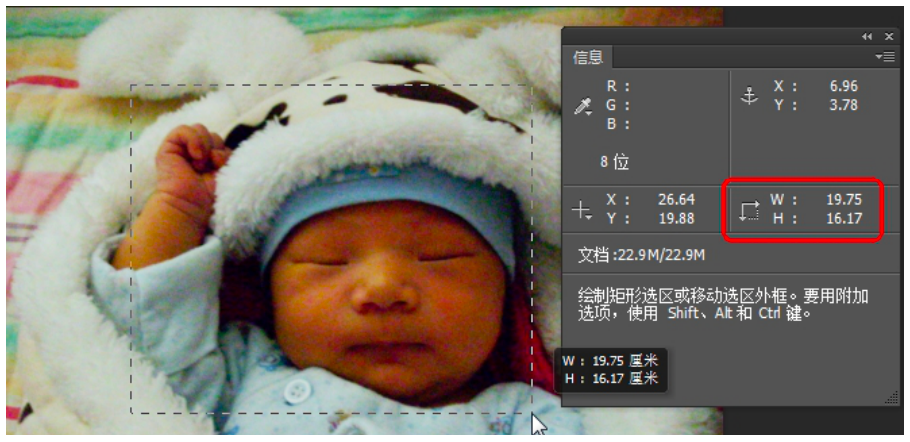 信息
R :
G :
B :
8 位
X : 6.96
Y : 3.78
X : 26.64
Y : 19.88
W : 19.75
H : 16.17
文档:22.9M/22.9M
绘制矩形选区或移动选区外框。要用附加
选项，使用 Shift、Alt 和 Ctrl 键。
W : 19.75 厘米
H : 16.17 厘米